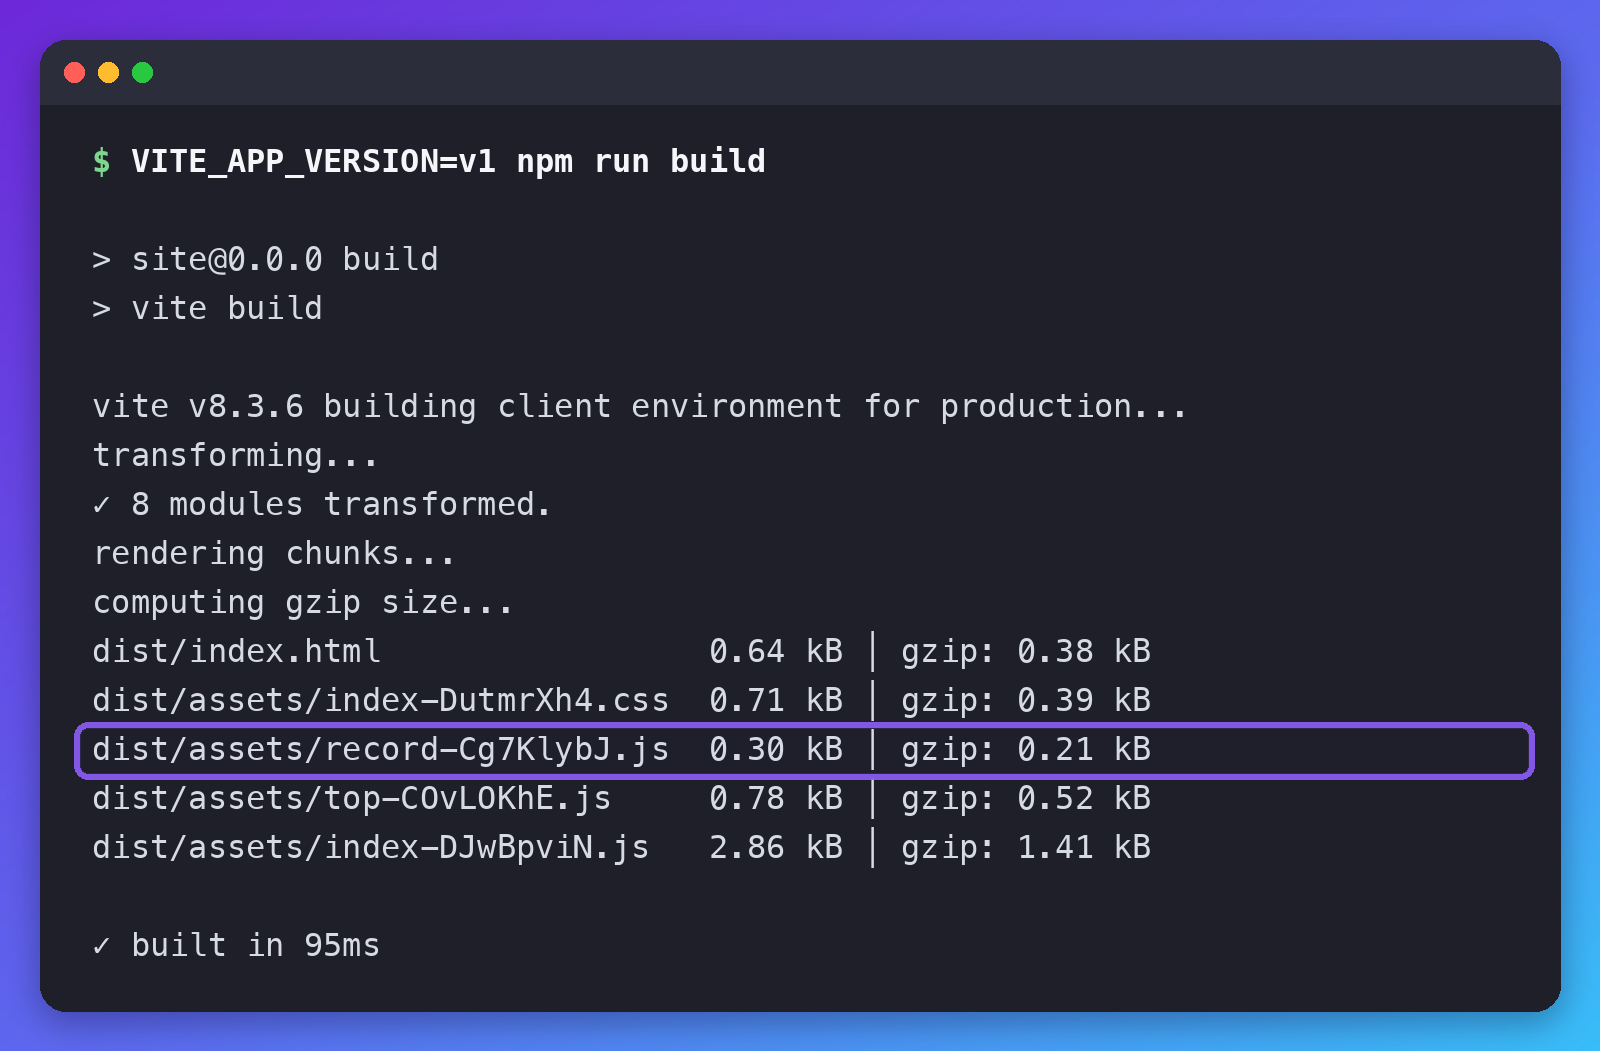 $ VITE_APP_VERSION=v1 npm run build
> site@0.0.0 build
> vite build
vite v8.3.6 building client environment for production...
transforming...
✓ 8 modules transformed.
rendering chunks...
computing gzip size...
dist/index.html                 0.64 kB │ gzip: 0.38 kB
dist/assets/index-DutmrXh4.css  0.71 kB │ gzip: 0.39 kB
dist/assets/record-Cg7KlybJ.js  0.30 kB │ gzip: 0.21 kB
dist/assets/top-COvLOKhE.js     0.78 kB │ gzip: 0.52 kB
dist/assets/index-DJwBpviN.js   2.86 kB │ gzip: 1.41 kB
✓ built in 95ms